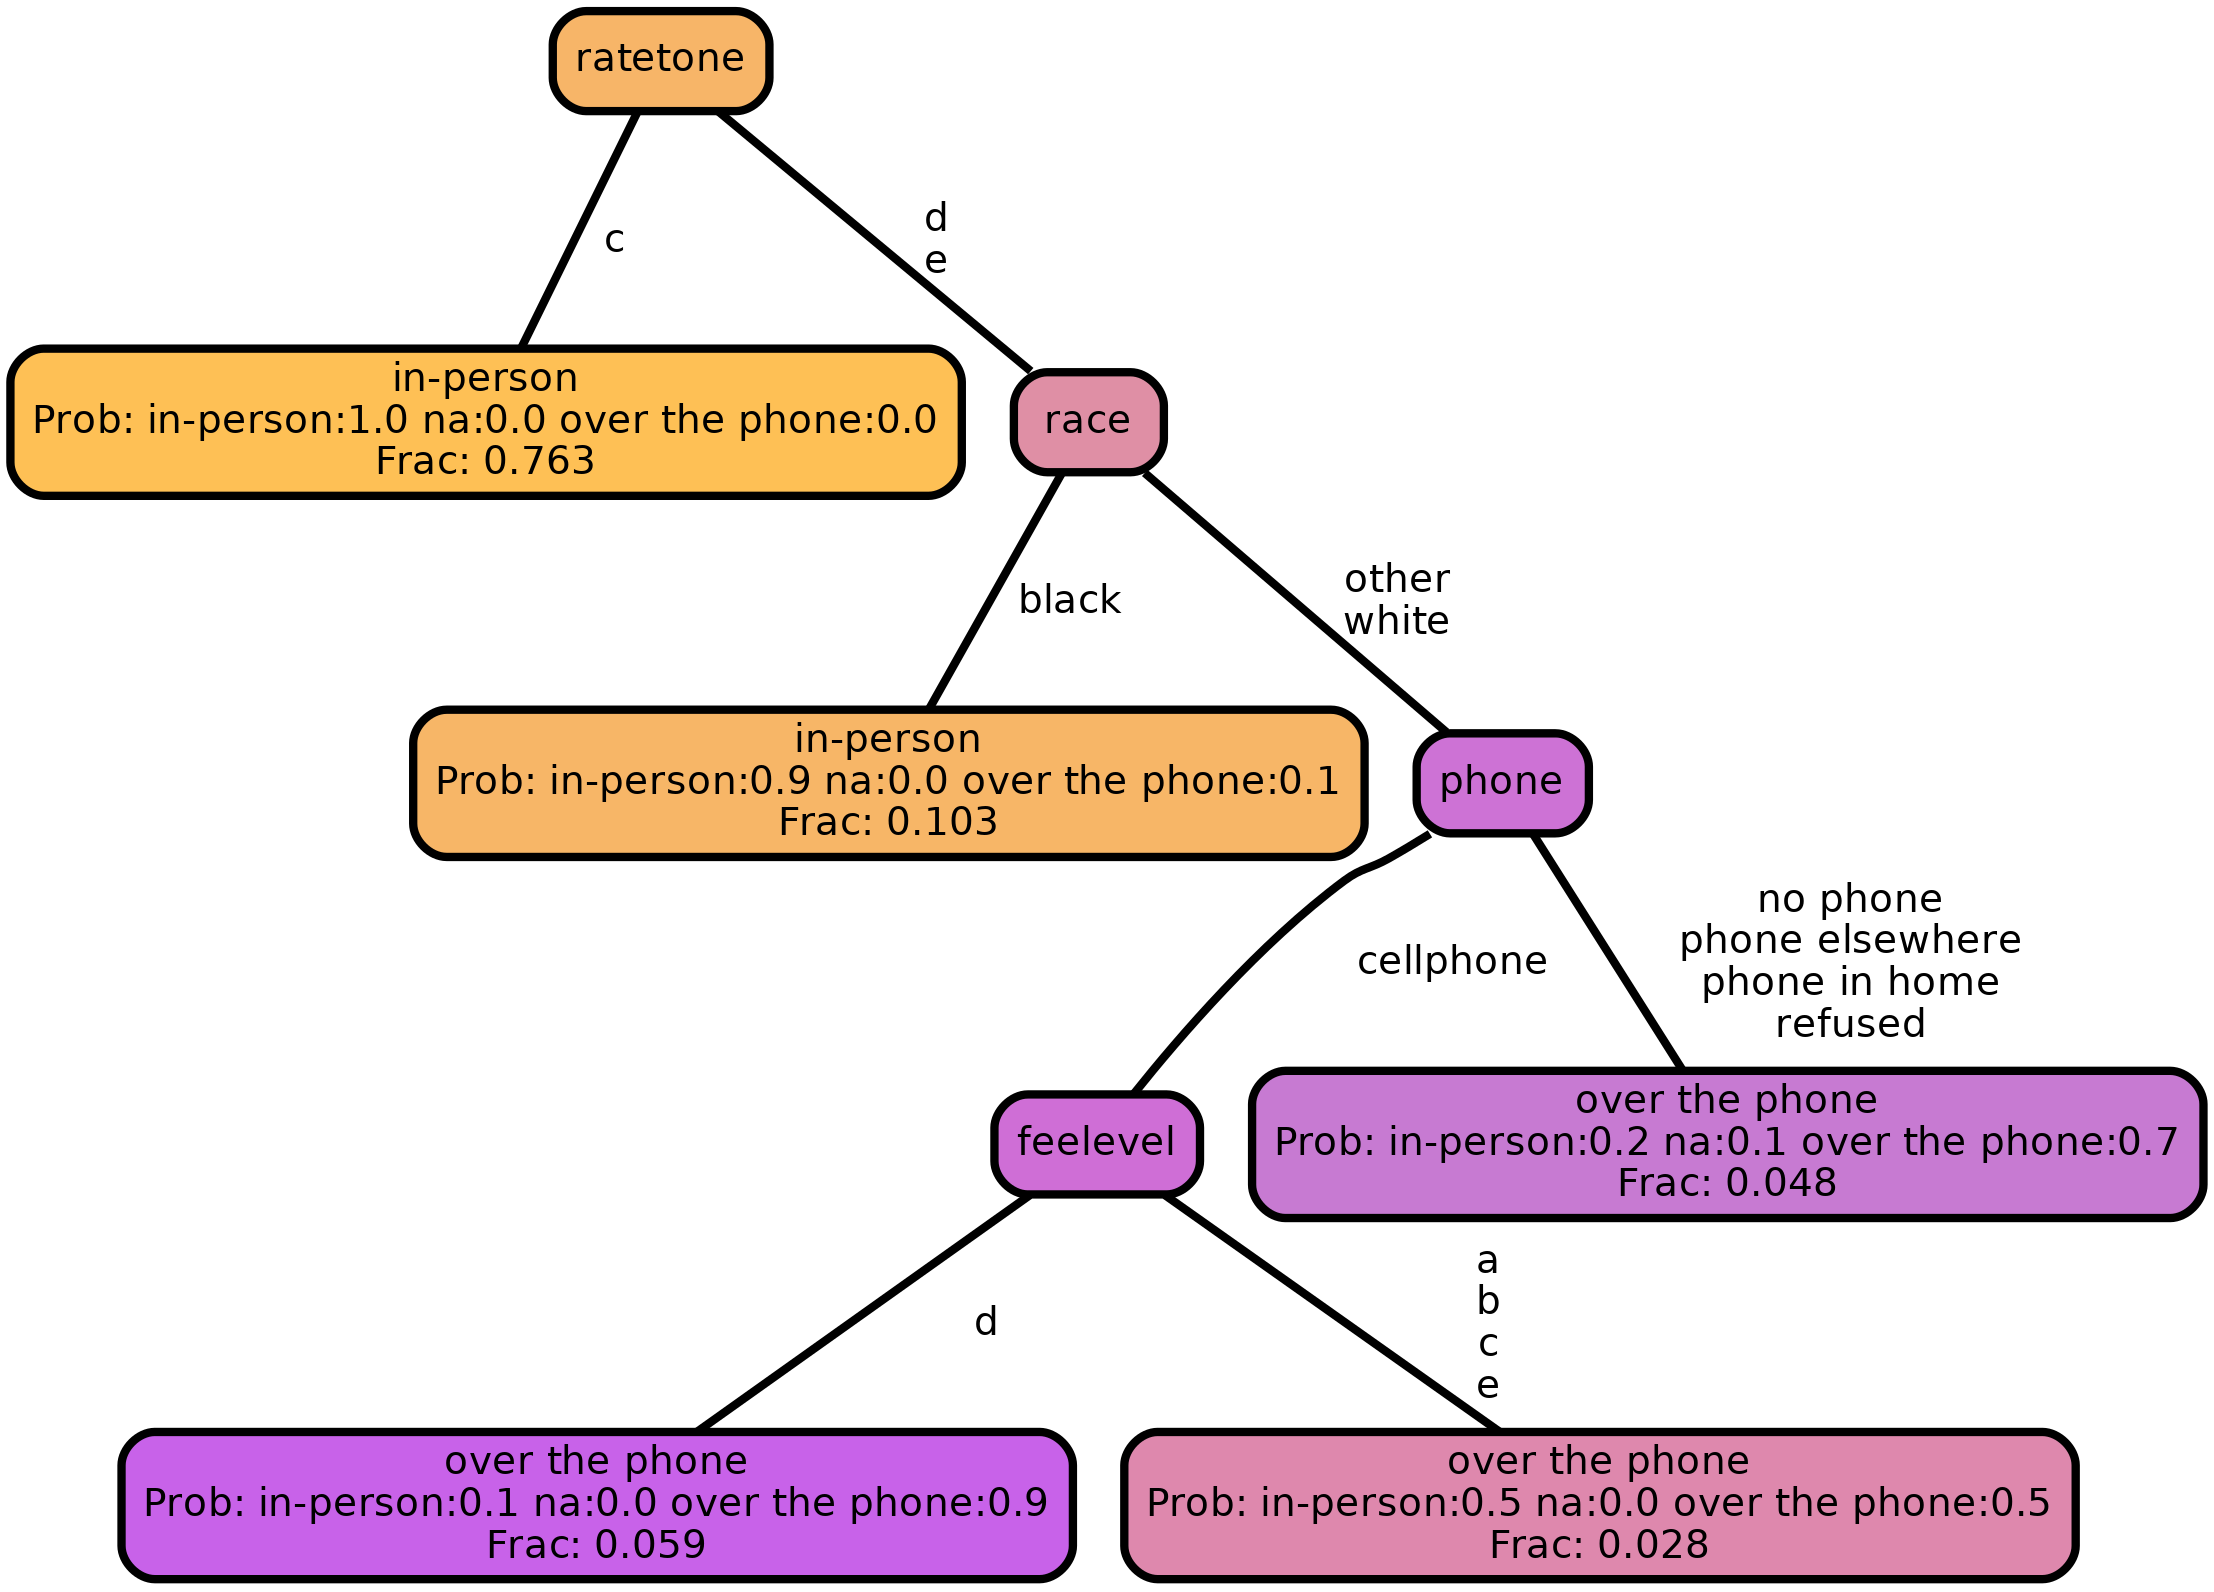 ratetone
c
d
e
in-person
Prob: in-person:1.0 na:0.0 over the phone:0.0
Frac: 0.763
race
black
other
white
in-person
Prob: in-person:0.9 na:0.0 over the phone:0.1
Frac: 0.103
phone
cellphone
no phone
phone elsewhere
phone in home
refused
feelevel
over the phone
Prob: in-person:0.2 na:0.1 over the phone:0.7
Frac: 0.048
d
a
b
c
e
over the phone
Prob: in-person:0.1 na:0.0 over the phone:0.9
Frac: 0.059
over the phone
Prob: in-person:0.5 na:0.0 over the phone:0.5
Frac: 0.028